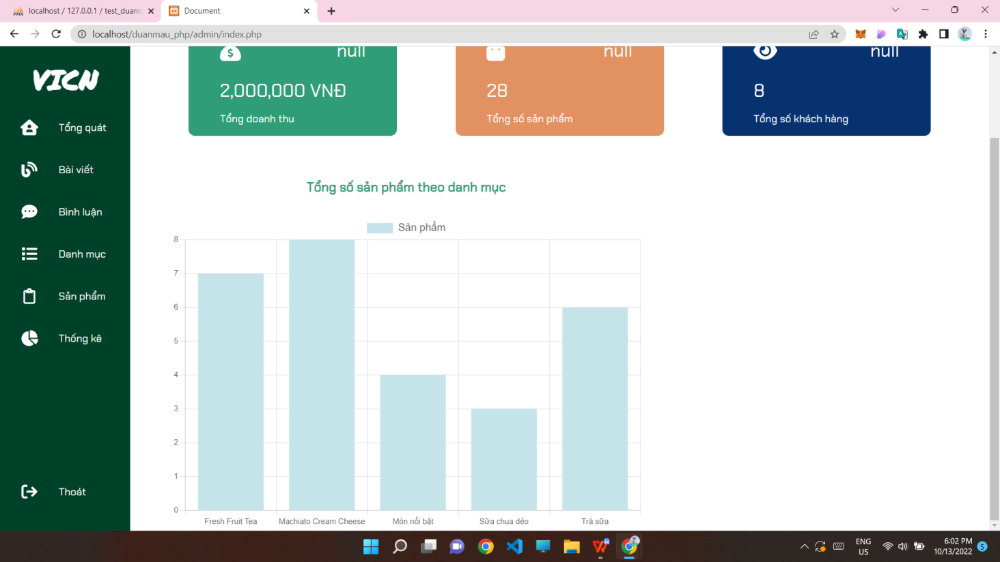 localhost / 127.0.0.1 / test_duanm
Document
localhost/duanmau_php/admin/index.php
VICN
Tổng quát
Bài viết
Bình luận
Danh mục
Sản phẩm
Thống kê
Thoát
$ null
2,000,000 VNĐ
Tổng doanh thu
null
28
Tổng số sản phẩm
null
8
Tổng số khách hàng
Tổng số sản phẩm theo danh mục
Sản phẩm
8
7
6
5
4
3
2
1
0
Fresh Fruit Tea Machiato Cream Cheese Món nổi bật Sữa chua dẻo Trà sữa
ENG
US
6:02 PM
10/13/2022
5